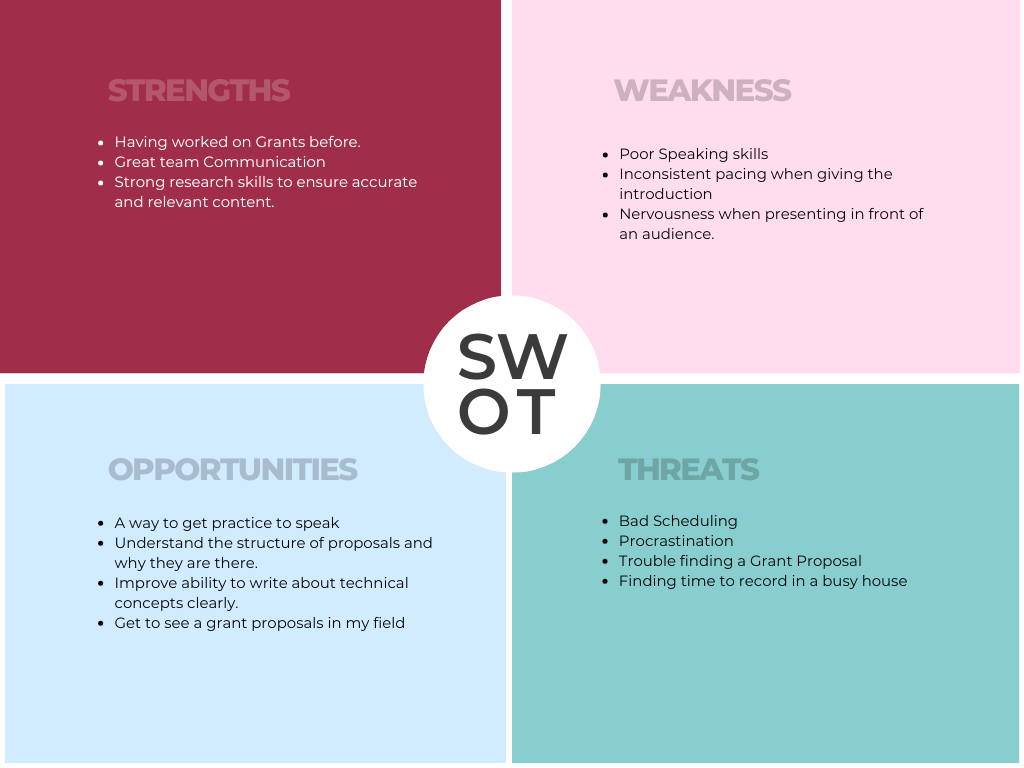 STRENGTHS
• Having worked on Grants before.
• Great team Communication
• Strong research skills to ensure accurate
and relevant content.
WEAKNESS
• Poor Speaking skills
• Inconsistent pacing when giving the
introduction
• Nervousness when presenting in front of
an audience.
SW
OT
OPPORTUNITIES
• A way to get practice to speak
• Understand the structure of proposals and
why they are there.
• Improve ability to write about technical
concepts clearly.
• Get to see a grant proposals in my field
THREATS
• Bad Scheduling
• Procrastination
• Trouble finding a Grant Proposal
• Finding time to record in a busy house